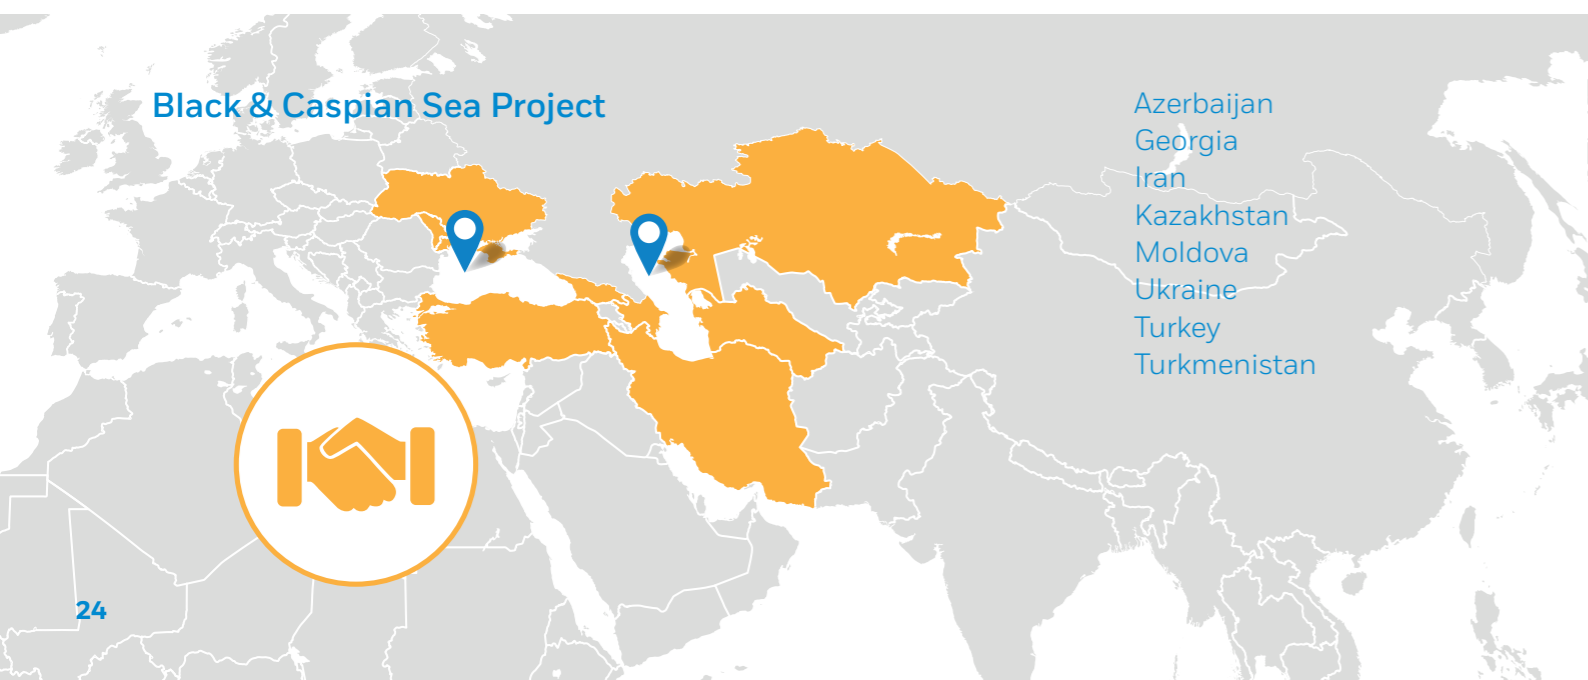 Black & Caspian Sea Project
Azerbaijan
Georgia
Iran
Kazakhstan
Moldova
Ukraine
Turkey
Turkmenistan
24